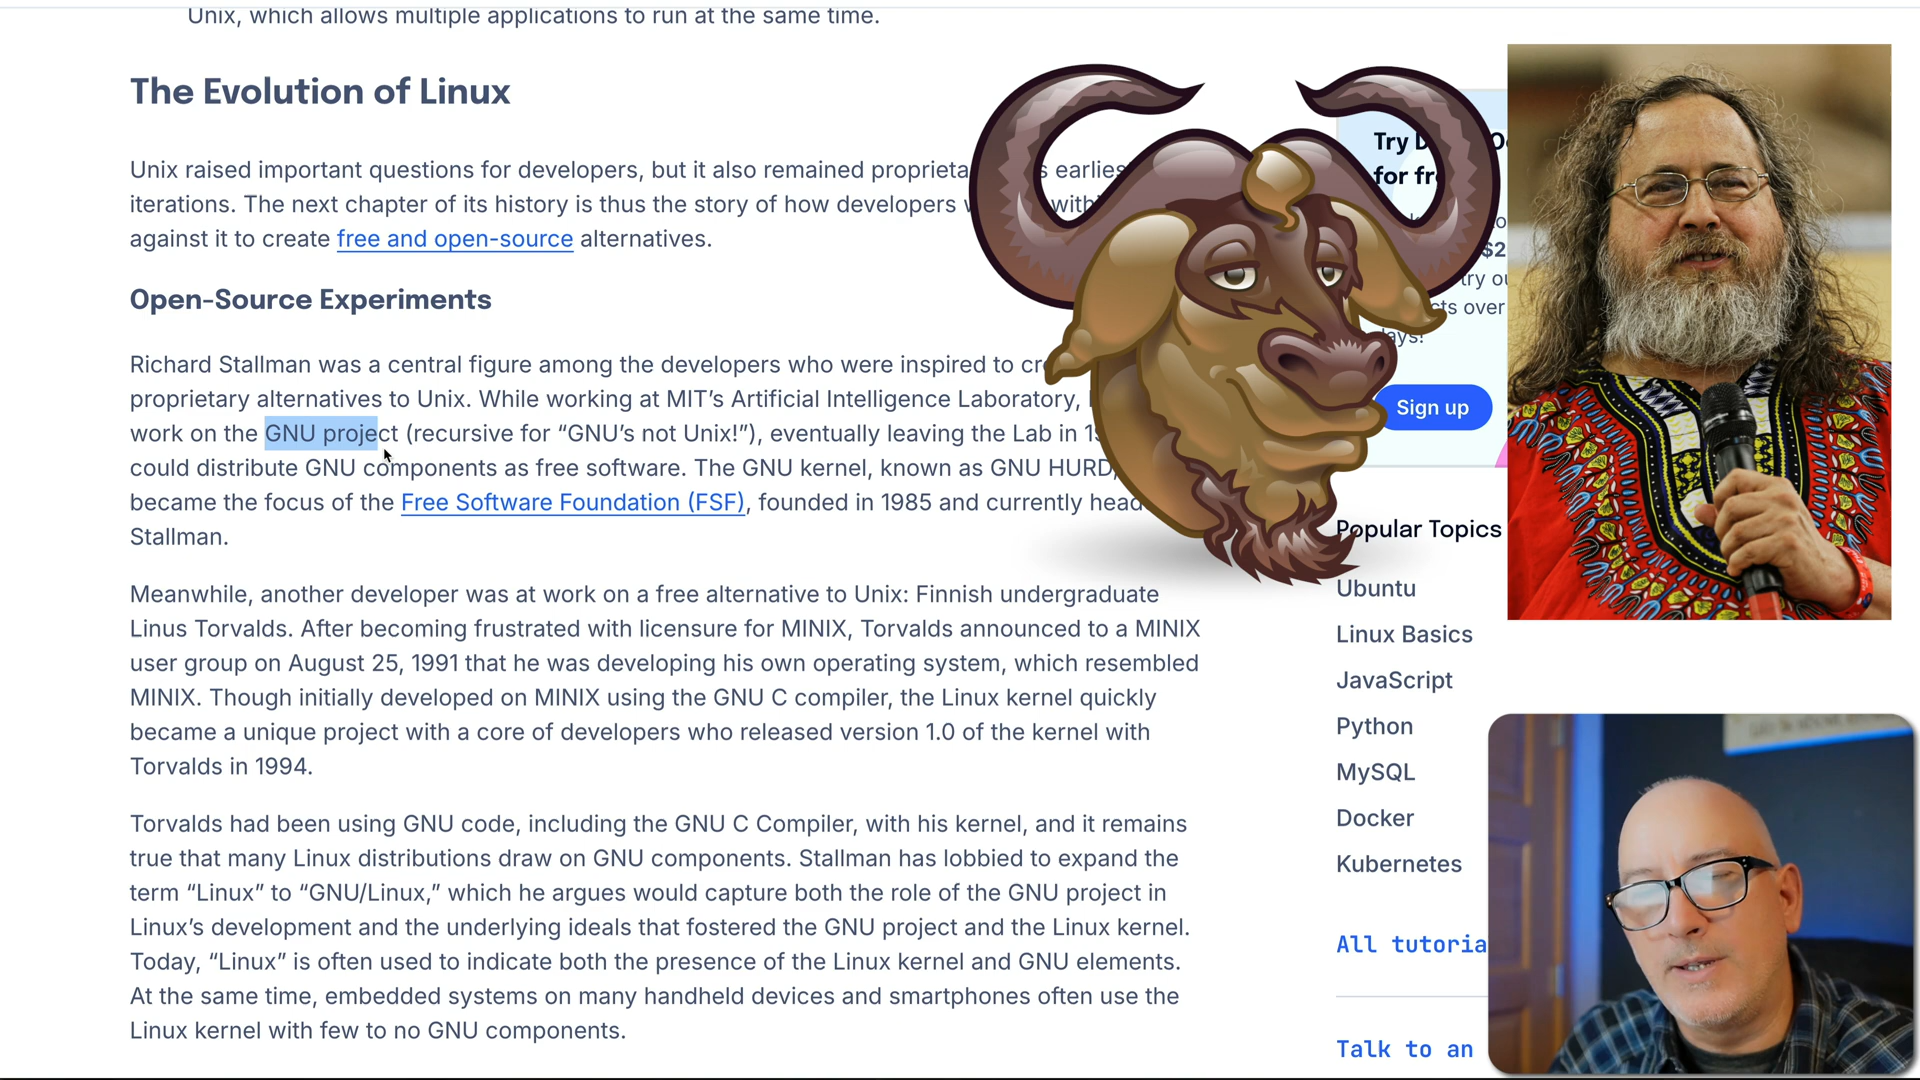 Unix, which allows multiple applications to run at the same time.
The Evolution of Linux
Unix raised important questions for developers, but it also remained proprieta s earlies
iterations. The next chapter of its history is thus the story of how developers with
against it to create free and open-source alternatives.
Open-Source Experiments
Richard Stallman was a central figure among the developers who were inspired to cr
proprietary alternatives to Unix. While working at MIT’s Artificial Intelligence Laboratory,
work on the GNU project (recursive for “GNU’s not Unix!”), eventually leaving the Lab in 19
could distribute GNU components as free software. The GNU kernel, known as GNU HURD,
became the focus of the Free Software Foundation (FSF), founded in 1985 and currently head
Stallman.
Meanwhile, another developer was at work on a free alternative to Unix: Finnish undergraduate
Linus Torvalds. After becoming frustrated with licensure for MINIX, Torvalds announced to a MINIX
user group on August 25, 1991 that he was developing his own operating system, which resembled
MINIX. Though initially developed on MINIX using the GNU C compiler, the Linux kernel quickly
became a unique project with a core of developers who released version 1.0 of the kernel with
Torvalds in 1994.
Torvalds had been using GNU code, including the GNU C Compiler, with his kernel, and it remains
true that many Linux distributions draw on GNU components. Stallman has lobbied to expand the
term “Linux” to “GNU/Linux,” which he argues would capture both the role of the GNU project in
Linux’s development and the underlying ideals that fostered the GNU project and the Linux kernel.
Today, “Linux” is often used to indicate both the presence of the Linux kernel and GNU elements.
At the same time, embedded systems on many handheld devices and smartphones often use the
Linux kernel with few to no GNU components.
Try D
for fr
$2
try ou
cts over
days!
Sign up
Popular Topics
Ubuntu
Linux Basics
JavaScript
Python
MySQL
Docker
Kubernetes
All tutoria
Talk to an